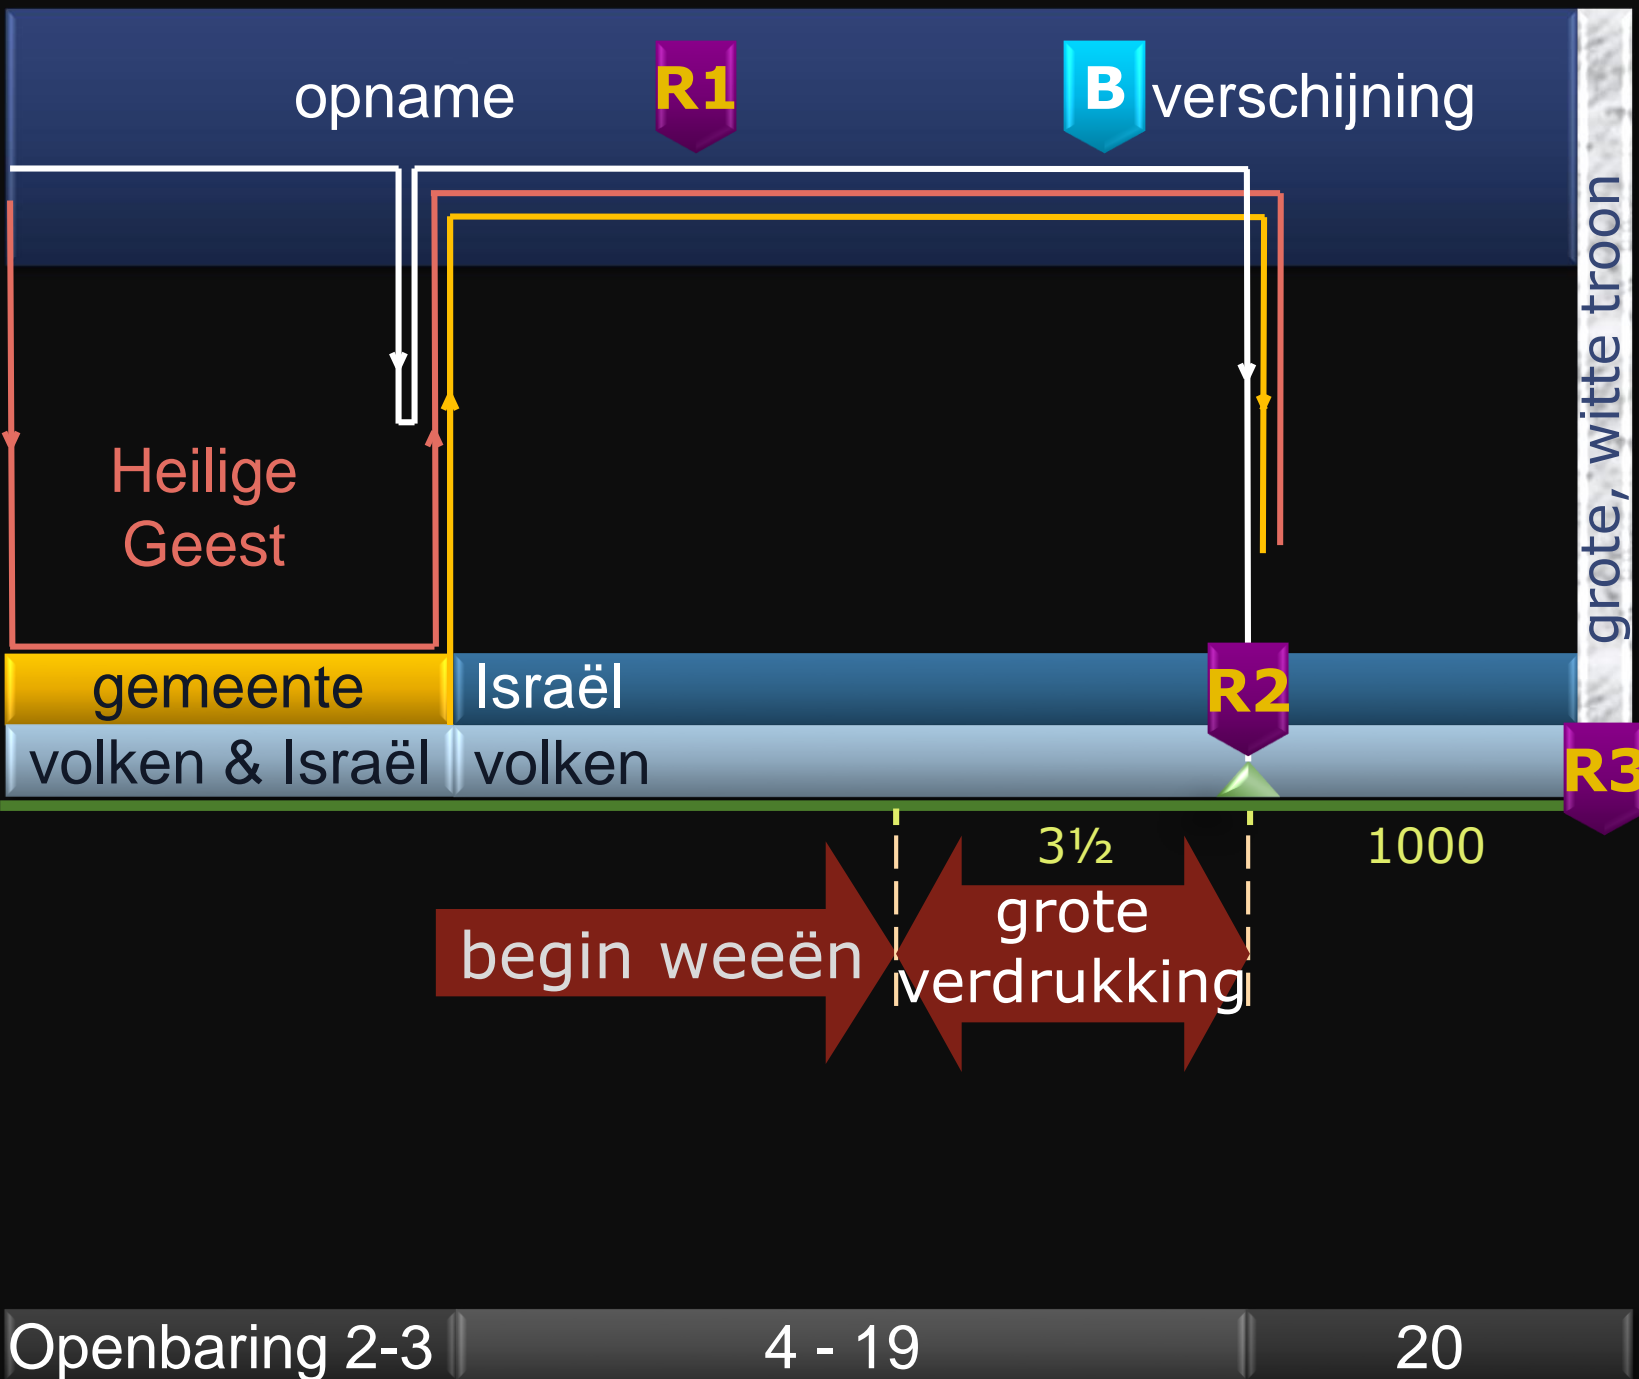 opname
R1
B
verschijning
grote, witte troon
Heilige
Geest
gemeente
Israël
R2
volken & Israël
volken
R3
3½
1000
begin weeën
grote
verdrukking
Openbaring 2-3
4 - 19
20